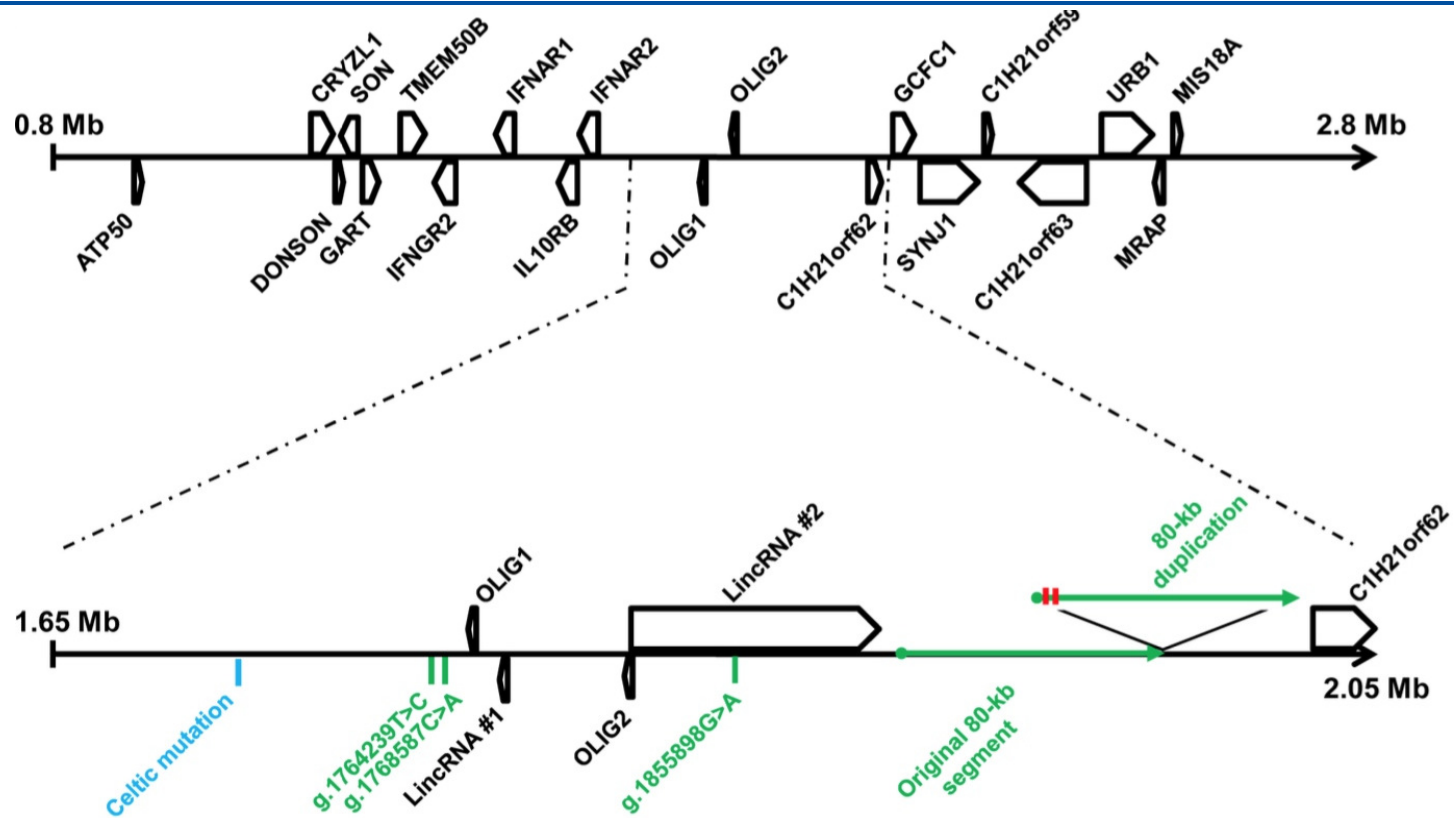 CRYZL1
SON
TMEM50B
IFNAR1
IFNAR2
OLIG2
GCFC1
C1H21orf59
URB1
MIS18A
0.8 Mb
2.8 Mb
ATP50
DONSON
GART
IFNGR2
IL10RB
OLIG1
C1H21orf62
SYNJ1
C1H21orf63
MRAP
OLIG1
LincRNA #2
80-kb
duplication
C1H21orf62
1.65 Mb
2.05 Mb
Celtic mutation
g.1764239T>C
g.1768587C>A
LincRNA #1
OLIG2
g.1855898G>A
Original 80-kb
segment